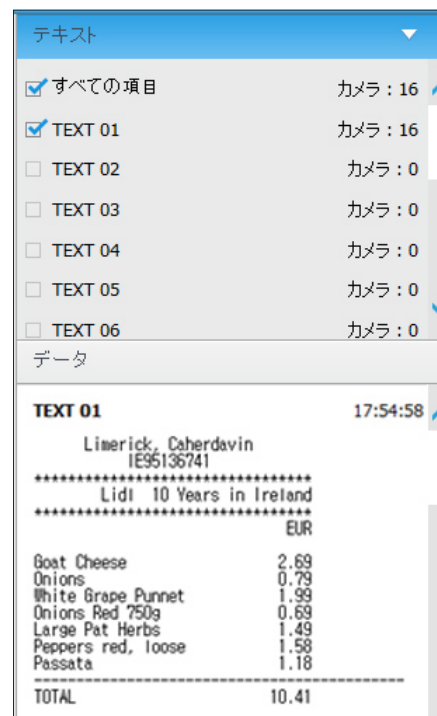 テキスト
すべての項目 カメラ : 16
TEXT 01 カメラ : 16
TEXT 02 カメラ : 0
TEXT 03 カメラ : 0
TEXT 04 カメラ : 0
TEXT 05 カメラ : 0
TEXT 06 カメラ : 0
データ
TEXT 01 17:54:58
Limerick, Caherdavin
IE95136741
*********************************
Lidl 10 Years in Ireland
*********************************
EUR
Goat Cheese 2.69
Onions 0.79
White Grape Punnet 1.99
Onions Red 750g 0.69
Large Pat Herbs 1.49
Peppers red, loose 1.58
Passata 1.18
-----------------------------------------------
TOTAL 10.41